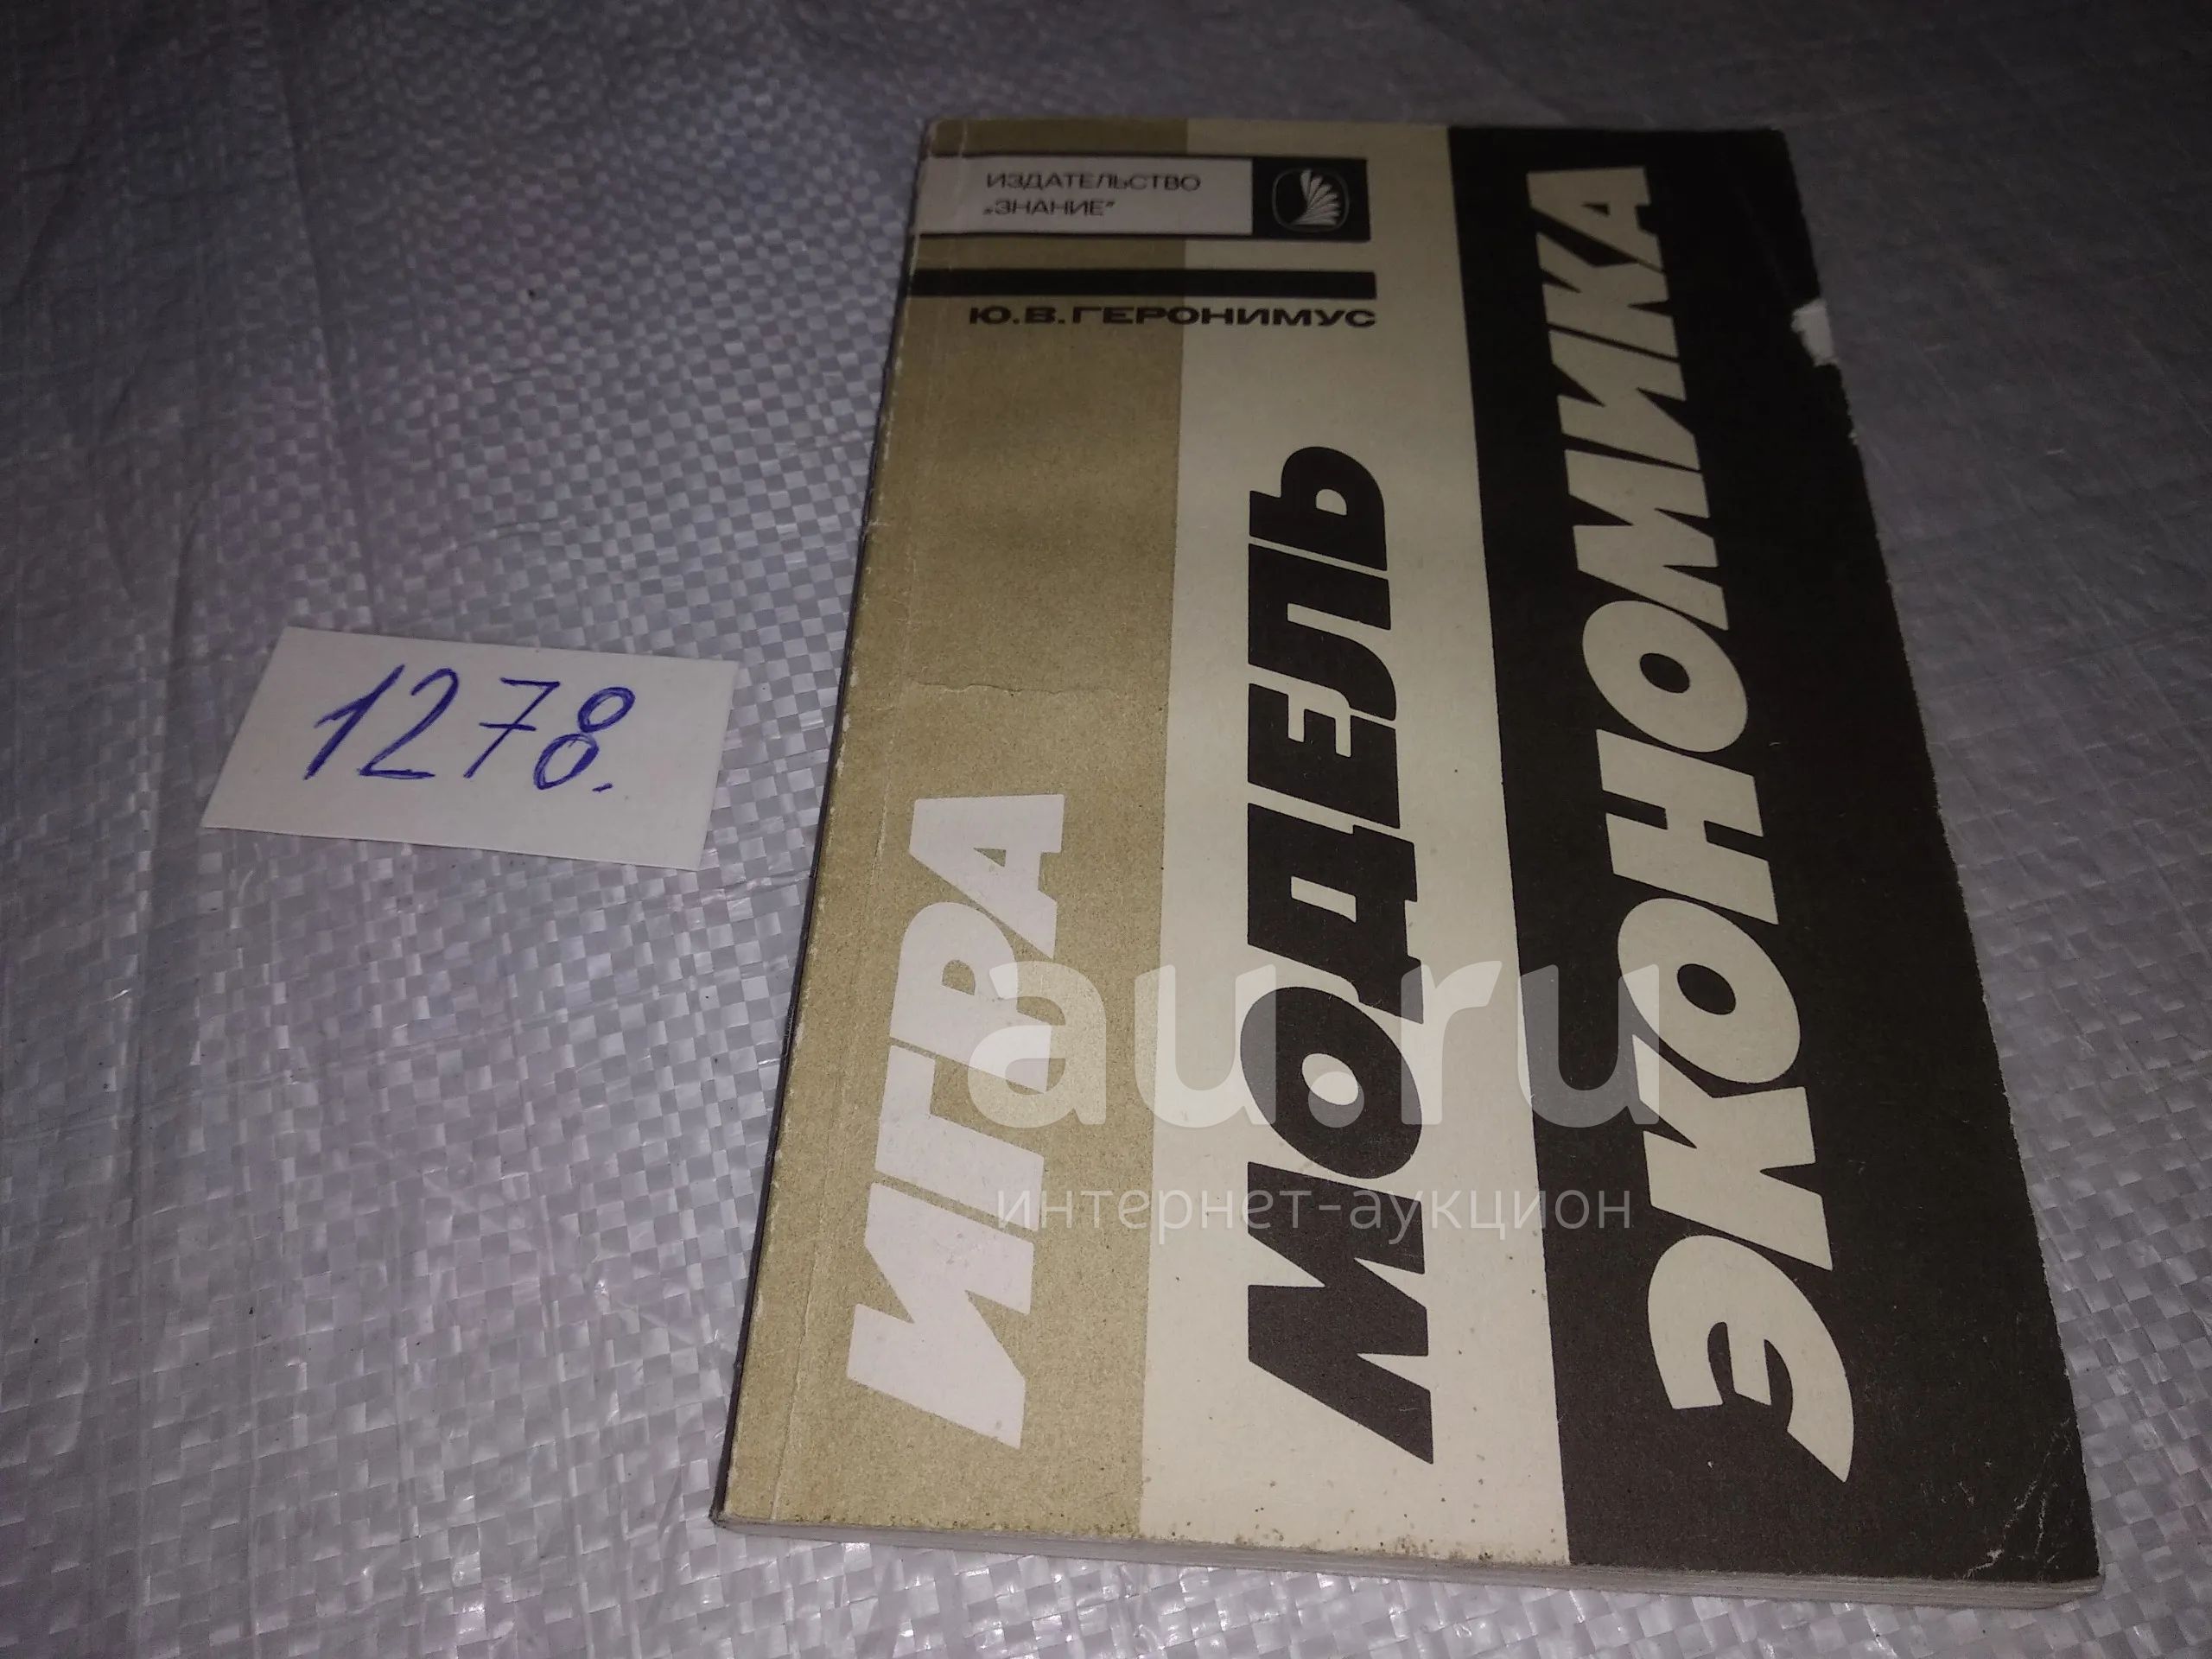 ИЗДАТЕЛЬСТВО
„ЗНАНИЕ"
Ю.В.ГЕРОНИМУС
ИГРА
МОДЕЛЬ
ЭКОНОМИКА
1278.
au.ru
интернет-аукцион